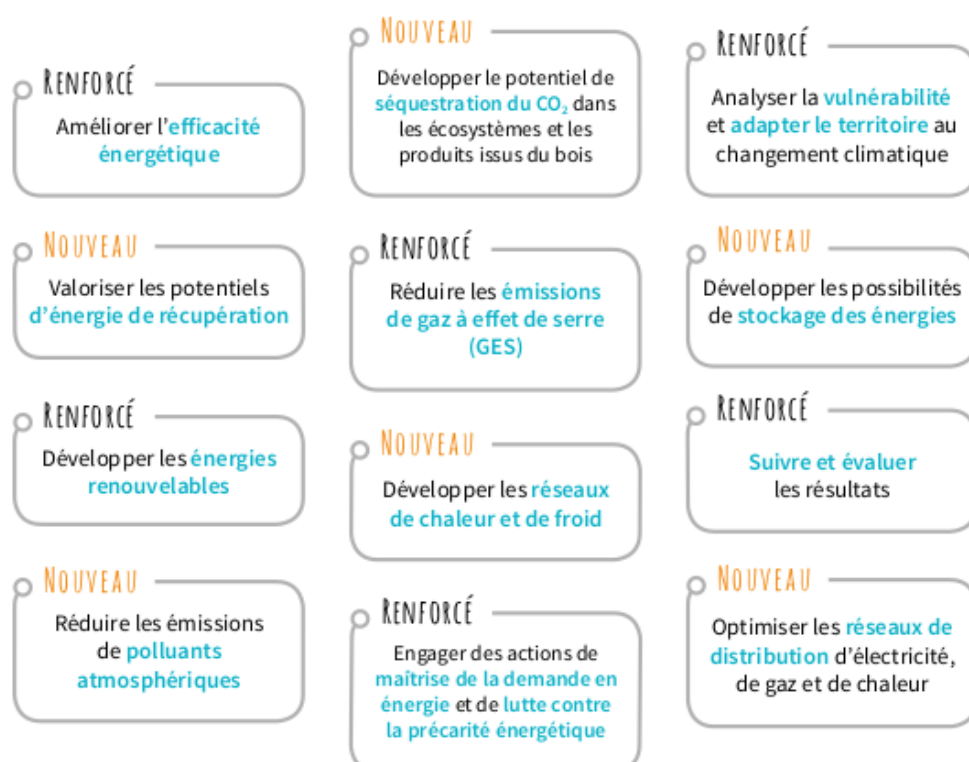 RENFORCÉ
Améliorer l'efficacité
énergétique
NOUVEAU
Valoriser les potentiels
d'énergie de récupération
RENFORCÉ
Développer les énergies
renouvelables
NOUVEAU
Réduire les émissions
de polluants
atmosphériques
NOUVEAU
Développer le potentiel de
séquestration du CO₂ dans
les écosystèmes et les
produits issus du bois
RENFORCÉ
Réduire les émissions
de gaz à effet de serre
(GES)
NOUVEAU
Développer les réseaux
de chaleur et de froid
RENFORCÉ
Engager des actions de
maîtrise de la demande en
énergie et de lutte contre
la précarité énergétique
RENFORCÉ
Analyser la vulnérabilité
et adapter le territoire au
changement climatique
NOUVEAU
Développer les possibilités
de stockage des énergies
RENFORCÉ
Suivre et évaluer
les résultats
NOUVEAU
Optimiser les réseaux de
distribution d'électricité,
de gaz et de chaleur